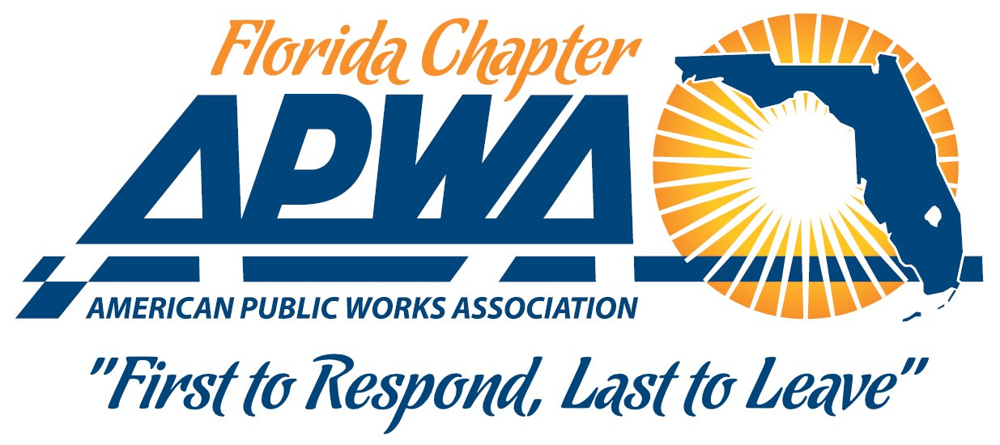 Florida Chapter
APWA
AMERICAN PUBLIC WORKS ASSOCIATION
"First to Respond, Last to Leave"